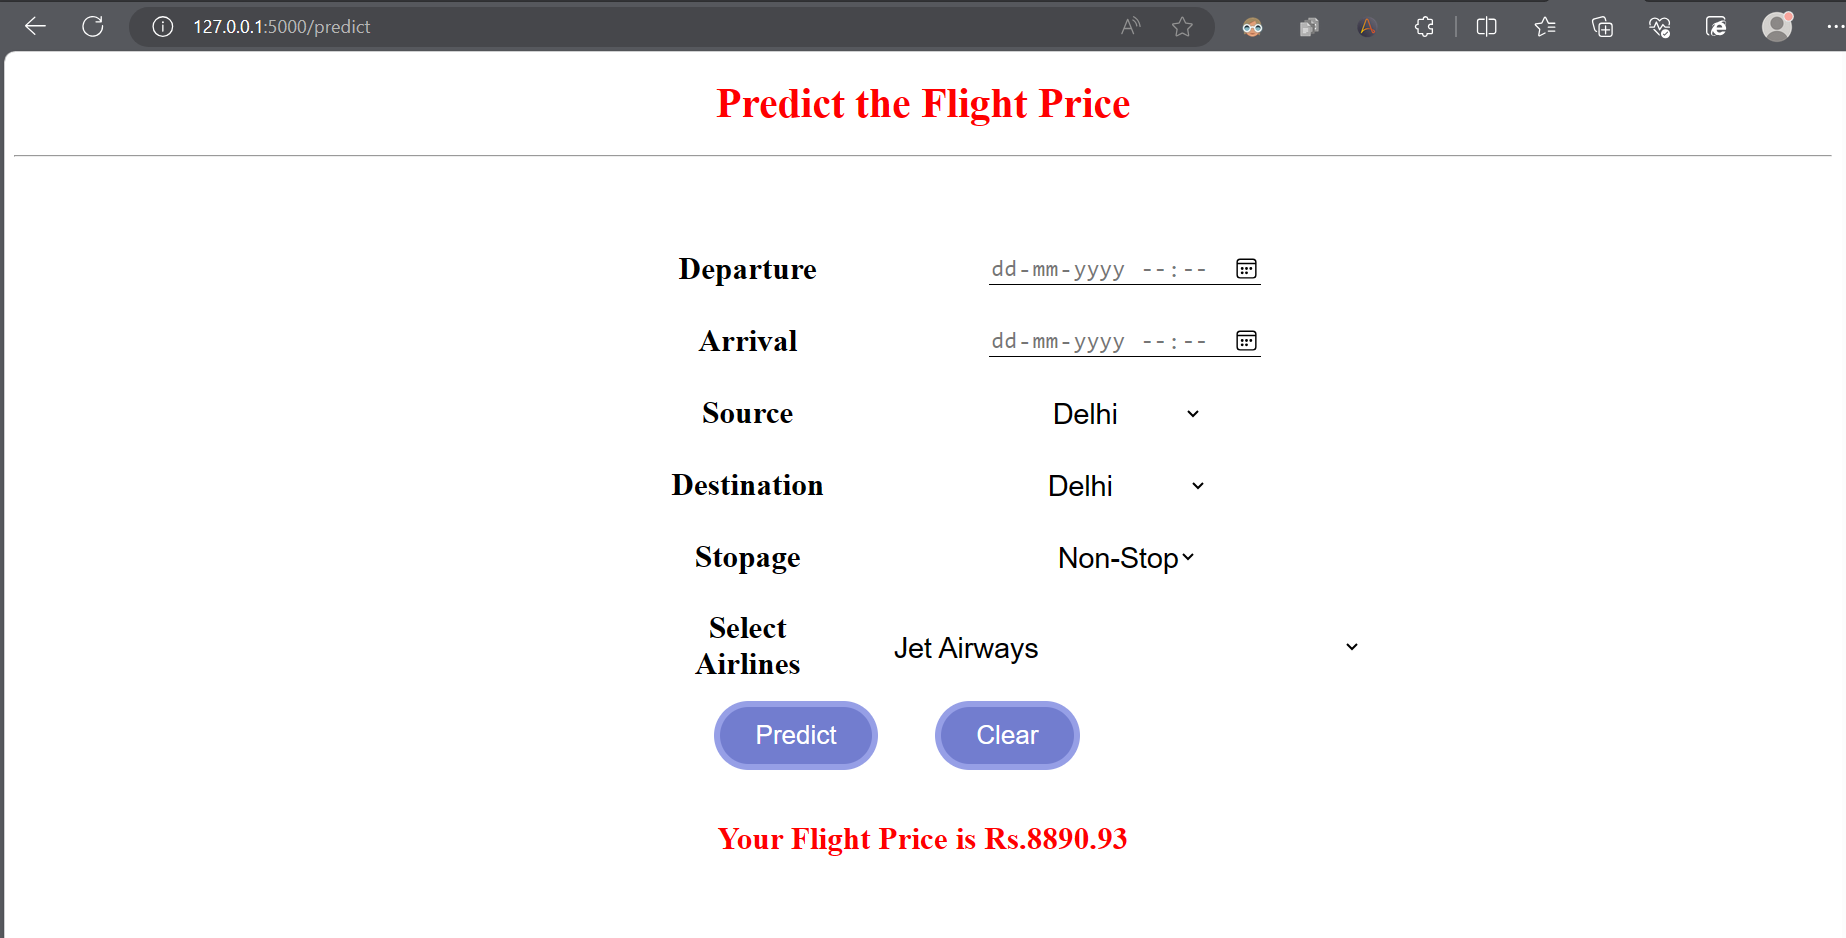 127.0.0.1:5000/predict
Predict the Flight Price
Departure dd-mm-yyyy --:--
Arrival dd-mm-yyyy --:--
Source Delhi
Destination Delhi
Stopage Non-Stop
Select
Airlines
Jet Airways
Predict Clear
Your Flight Price is Rs.8890.93